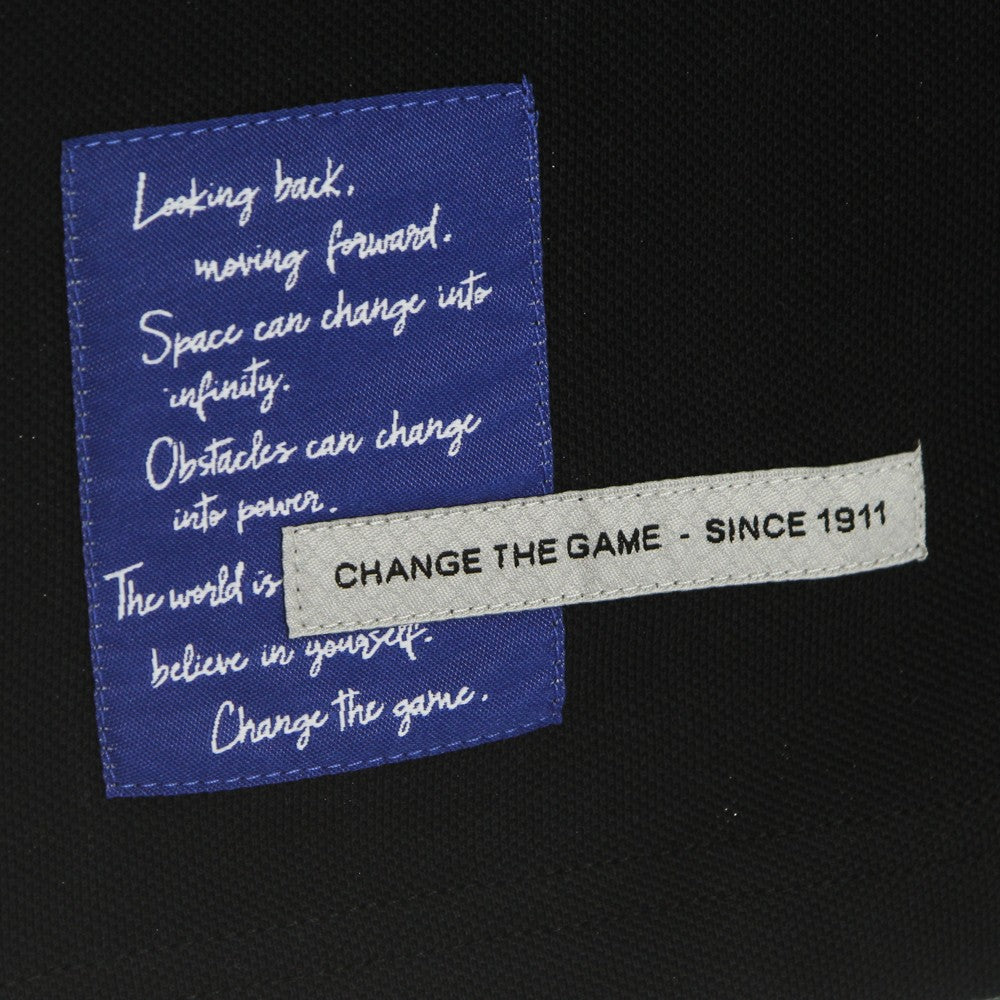 Looking back,
moving forward.
Space can change into
infinity.
Obstacles can change
into power.
The world is
believe in yourself.
Change the game.
CHANGE THE GAME - SINCE 1911